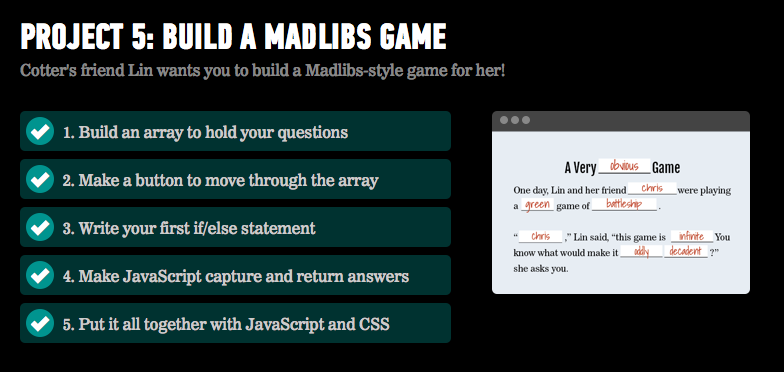 PROJECT 5: BUILD A MADLIBS GAME
Cotter's friend Lin wants you to build a Madlibs-style game for her!
1. Build an array to hold your questions
2. Make a button to move through the array
3. Write your first if/else statement
4. Make JavaScript capture and return answers
5. Put it all together with JavaScript and CSS
A Very obvious Game
One day, Lin and her friend chris were playing
a green game of battleship .
“ chris ,” Lin said, “this game is infinite You
know what would make it oddly decadent ?”
she asks you.